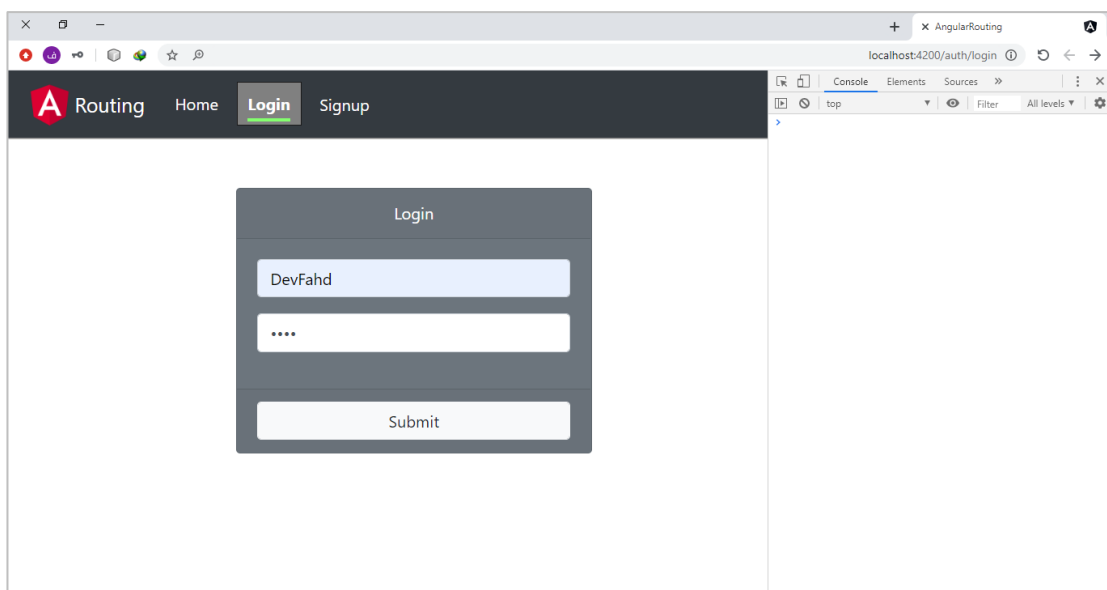 AngularRouting
localhost:4200/auth/login
ف
Routing Home Login Signup
Console Elements Sources »
top Filter All levels
Login
DevFahd
••••
Submit